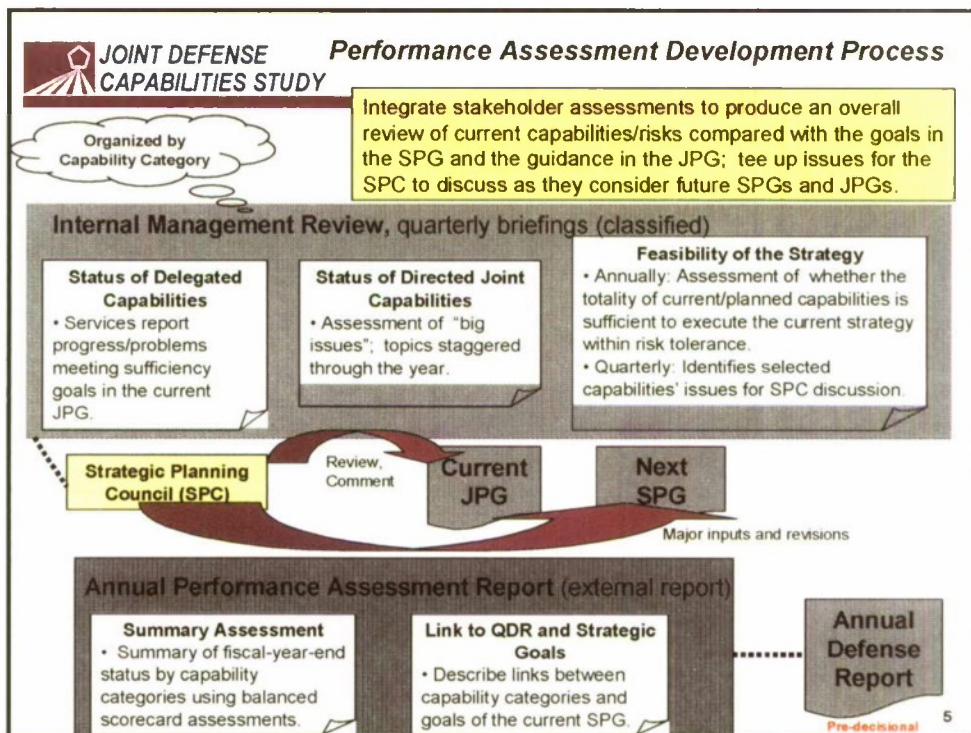 JOINT DEFENSE
CAPABILITIES STUDY
Performance Assessment Development Process
Integrate stakeholder assessments to produce an overall
review of current capabilities/risks compared with the goals in
the SPG and the guidance in the JPG; tee up issues for the
SPC to discuss as they consider future SPGs and JPGs.
Organized by
Capability Category
Internal Management Review, quarterly briefings (classified)
Status of Delegated
Capabilities
• Services report
progress/problems
meeting sufficiency
goals in the current
JPG.
Status of Directed Joint
Capabilities
• Assessment of "big
issues"; topics staggered
through the year.
Feasibility of the Strategy
• Annually: Assessment of whether the
totality of current/planned capabilities is
sufficient to execute the current strategy
within risk tolerance.
• Quarterly: Identifies selected
capabilities' issues for SPC discussion.
Strategic Planning
Council (SPC)
Review,
Comment
Current
JPG
Next
SPG
Major inputs and revisions
Annual Performance Assessment Report (external report)
Summary Assessment
• Summary of fiscal-year-end
status by capability
categories using balanced
scorecard assessments.
Link to QDR and Strategic
Goals
• Describe links between
capability categories and
goals of the current SPG.
Annual
Defense
Report
Pre-decisional
5